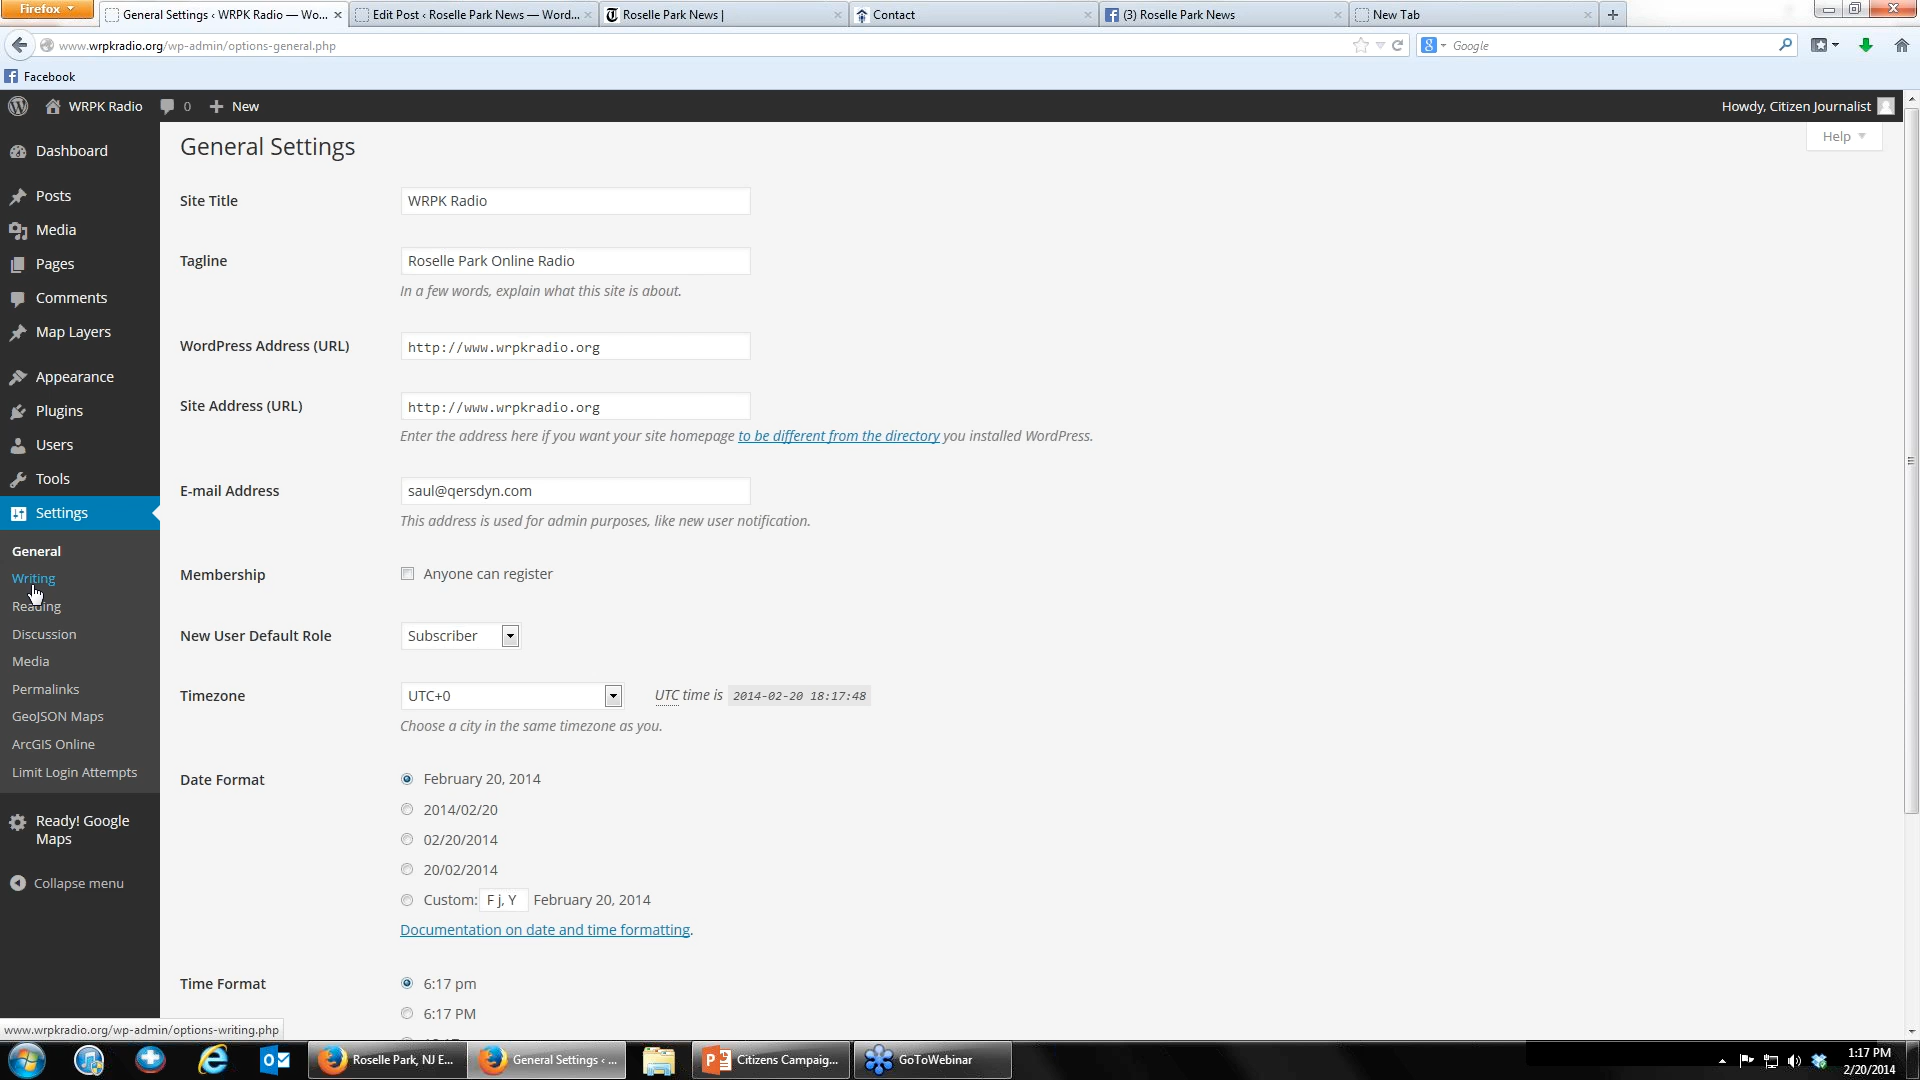 Firefox
General Settings ‹ WRPK Radio — Wo...
Edit Post ‹ Roselle Park News — Word...
Roselle Park News |
Contact
(3) Roselle Park News
New Tab
www.wrpkradio.org/wp-admin/options-general.php
Google
Facebook
WRPK Radio
0
New
Howdy, Citizen Journalist
Help
Dashboard
Posts
Media
Pages
Comments
Map Layers
Appearance
Plugins
Users
Tools
Settings
General
Writing
Reading
Discussion
Media
Permalinks
GeoJSON Maps
ArcGIS Online
Limit Login Attempts
Ready! Google
Maps
Collapse menu
General Settings
Site Title
WRPK Radio
Tagline
Roselle Park Online Radio
In a few words, explain what this site is about.
WordPress Address (URL)
http://www.wrpkradio.org
Site Address (URL)
http://www.wrpkradio.org
Enter the address here if you want your site homepage to be different from the directory you installed WordPress.
E-mail Address
saul@qersdyn.com
This address is used for admin purposes, like new user notification.
Membership
Anyone can register
New User Default Role
Subscriber
Timezone
UTC+0
UTC time is 2014-02-20 18:17:48
Choose a city in the same timezone as you.
Date Format
February 20, 2014
2014/02/20
02/20/2014
20/02/2014
Custom: F j, Y February 20, 2014
Documentation on date and time formatting.
Time Format
6:17 pm
6:17 PM
www.wrpkradio.org/wp-admin/options-writing.php
Roselle Park, NJ E...
General Settings ‹ ...
Citizens Campaig...
GoToWebinar
1:17 PM
2/20/2014